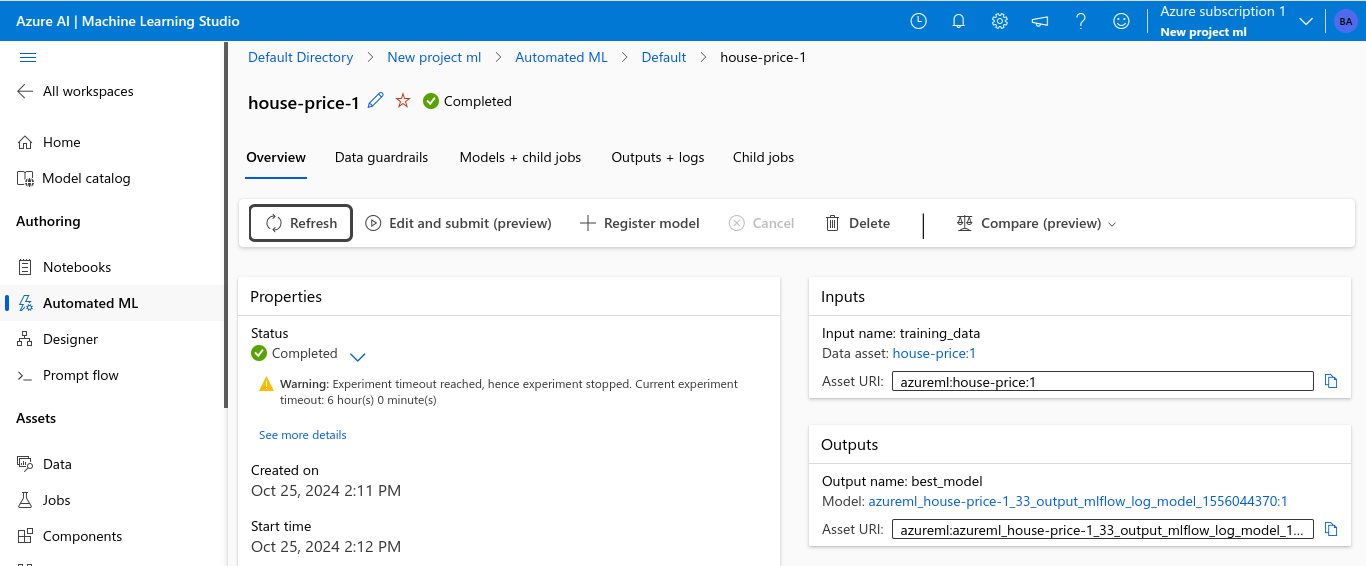 Azure AI | Machine Learning Studio
Azure subscription 1
New project ml
BA
All workspaces
Home
Model catalog
Authoring
Notebooks
Automated ML
Designer
Prompt flow
Assets
Data
Jobs
Components
Default Directory > New project ml > Automated ML > Default > house-price-1
house-price-1 Completed
Overview Data guardrails Models + child jobs Outputs + logs Child jobs
Refresh Edit and submit (preview) Register model Cancel Delete Compare (preview)
Properties
Status
Completed
Warning: Experiment timeout reached, hence experiment stopped. Current experiment
timeout: 6 hour(s) 0 minute(s)
See more details
Created on
Oct 25, 2024 2:11 PM
Start time
Oct 25, 2024 2:12 PM
Inputs
Input name: training_data
Data asset: house-price:1
Asset URI: azureml:house-price:1
Outputs
Output name: best_model
Model: azureml_house-price-1_33_output_mlflow_log_model_1556044370:1
Asset URI: azureml:azureml_house-price-1_33_output_mlflow_log_model_1...